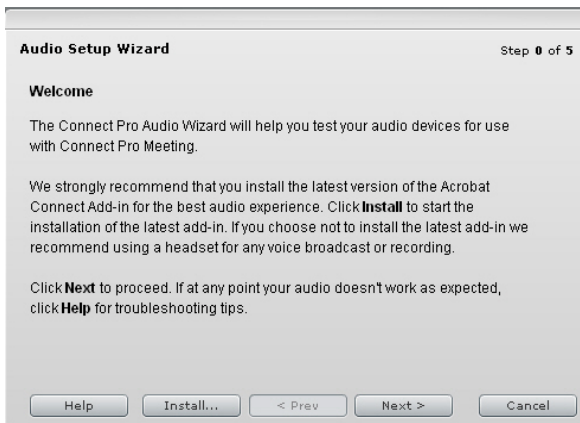 Audio Setup Wizard
Step 0 of 5
Welcome
The Connect Pro Audio Wizard will help you test your audio devices for use
with Connect Pro Meeting.
We strongly recommend that you install the latest version of the Acrobat
Connect Add-in for the best audio experience. Click Install to start the
installation of the latest add-in. If you choose not to install the latest add-in we
recommend using a headset for any voice broadcast or recording.
Click Next to proceed. If at any point your audio doesn't work as expected,
click Help for troubleshooting tips.
Help
Install...
< Prev
Next >
Cancel